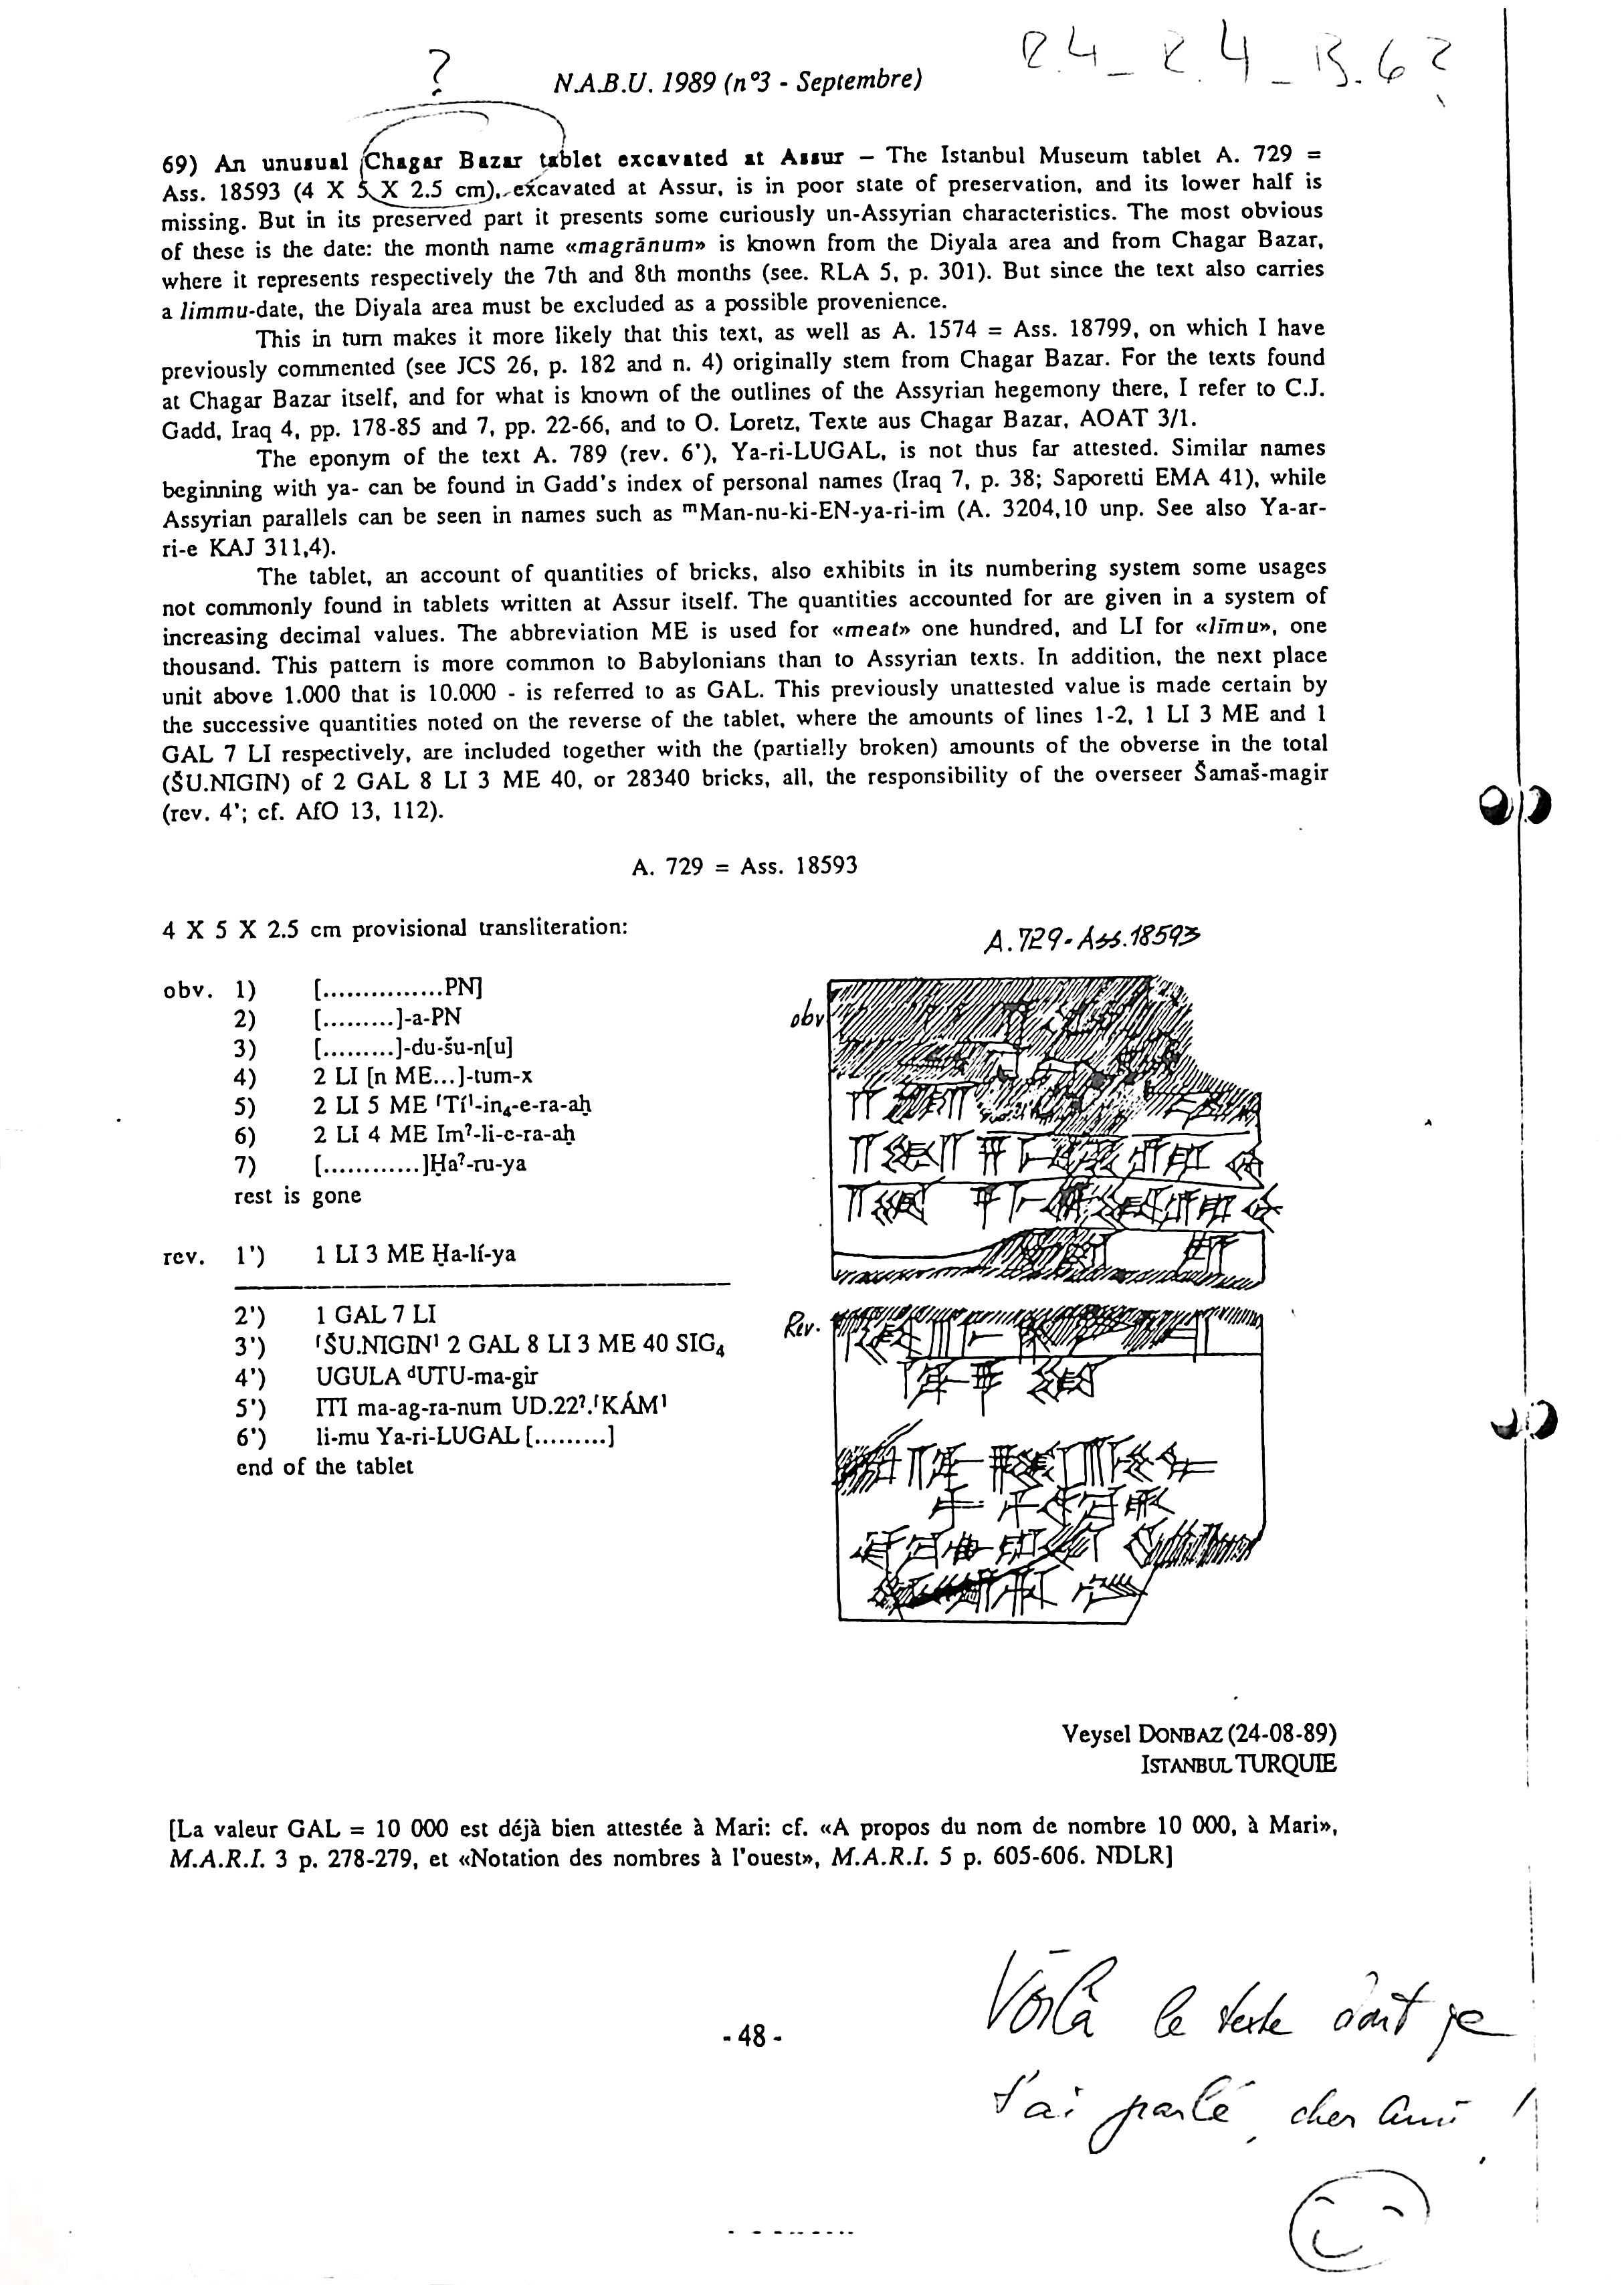 ?
R.4 _ R.4 _ B.6?
N.A.B.U. 1989 (n°3 - Septembre)
69) An unusual Chagar Bazar tablet excavated at Assur – The Istanbul Museum tablet A. 729 =
Ass. 18593 (4 X 5 X 2.5 cm), excavated at Assur, is in poor state of preservation, and its lower half is
missing. But in its preserved part it presents some curiously un-Assyrian characteristics. The most obvious
of these is the date: the month name «magrānum» is known from the Diyala area and from Chagar Bazar,
where it represents respectively the 7th and 8th months (see. RLA 5, p. 301). But since the text also carries
a limmu-date, the Diyala area must be excluded as a possible provenience.
This in turn makes it more likely that this text, as well as A. 1574 = Ass. 18799, on which I have
previously commented (see JCS 26, p. 182 and n. 4) originally stem from Chagar Bazar. For the texts found
at Chagar Bazar itself, and for what is known of the outlines of the Assyrian hegemony there, I refer to C.J.
Gadd, Iraq 4, pp. 178-85 and 7, pp. 22-66, and to O. Loretz, Texte aus Chagar Bazar, AOAT 3/1.
The eponym of the text A. 789 (rev. 6'), Ya-ri-LUGAL, is not thus far attested. Similar names
beginning with ya- can be found in Gadd's index of personal names (Iraq 7, p. 38; Saporetti EMA 41), while
Assyrian parallels can be seen in names such as ᵐMan-nu-ki-EN-ya-ri-im (A. 3204,10 unp. See also Ya-ar-
ri-e KAJ 311,4).
The tablet, an account of quantities of bricks, also exhibits in its numbering system some usages
not commonly found in tablets written at Assur itself. The quantities accounted for are given in a system of
increasing decimal values. The abbreviation ME is used for «meat» one hundred, and LI for «līmu», one
thousand. This pattern is more common to Babylonians than to Assyrian texts. In addition, the next place
unit above 1.000 that is 10.000 - is referred to as GAL. This previously unattested value is made certain by
the successive quantities noted on the reverse of the tablet, where the amounts of lines 1-2, 1 LI 3 ME and 1
GAL 7 LI respectively, are included together with the (partially broken) amounts of the obverse in the total
(ŠU.NIGIN) of 2 GAL 8 LI 3 ME 40, or 28340 bricks, all, the responsibility of the overseer Šamaš-magir
(rev. 4'; cf. AfO 13, 112).
A. 729 = Ass. 18593
4 X 5 X 2.5 cm provisional transliteration:
obv. 1) [...............PN]
2) [.........]-a-PN
3) [.........]-du-šu-n[u]
4) 2 LI [n ME...]-tum-x
5) 2 LI 5 ME ⸢Tí⸣-in₄-e-ra-aḫ
6) 2 LI 4 ME Im?-li-e-ra-aḫ
7) [............]Ḫa?-ru-ya
rest is gone
rev. 1') 1 LI 3 ME Ḫa-lí-ya
2') 1 GAL 7 LI
3') ⸢ŠU.NIGIN⸣ 2 GAL 8 LI 3 ME 40 SIG₄
4') UGULA ᵈUTU-ma-gir
5') ITI ma-ag-ra-num UD.22?.⸢KÁM⸣
6') li-mu Ya-ri-LUGAL [.........]
end of the tablet
A.729-Ass.18593
obv
Rev.
Veysel DONBAZ (24-08-89)
ISTANBUL TURQUIE
[La valeur GAL = 10 000 est déjà bien attestée à Mari: cf. «A propos du nom de nombre 10 000, à Mari»,
M.A.R.I. 3 p. 278-279, et «Notation des nombres à l'ouest», M.A.R.I. 5 p. 605-606. NDLR]
- 48 -
Voilà le texte dont je
t'ai parlé, cher Ami !